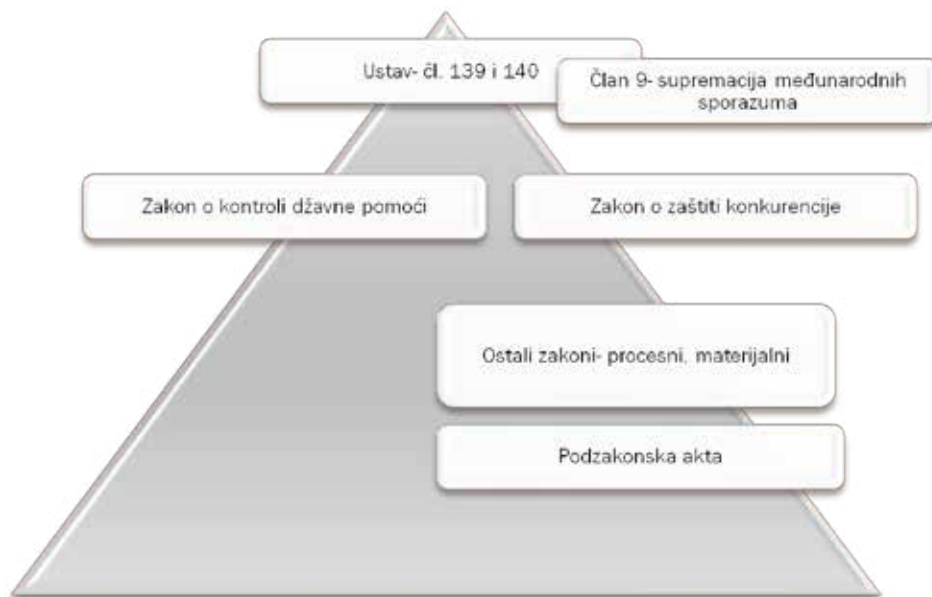 Ustav- čl. 139 i 140
Član 9- supremacija međunarodnih
sporazuma
Zakon o kontroli džavne pomoći
Zakon o zaštiti konkurencije
Ostali zakoni- procesni, materijalni
Podzakonska akta